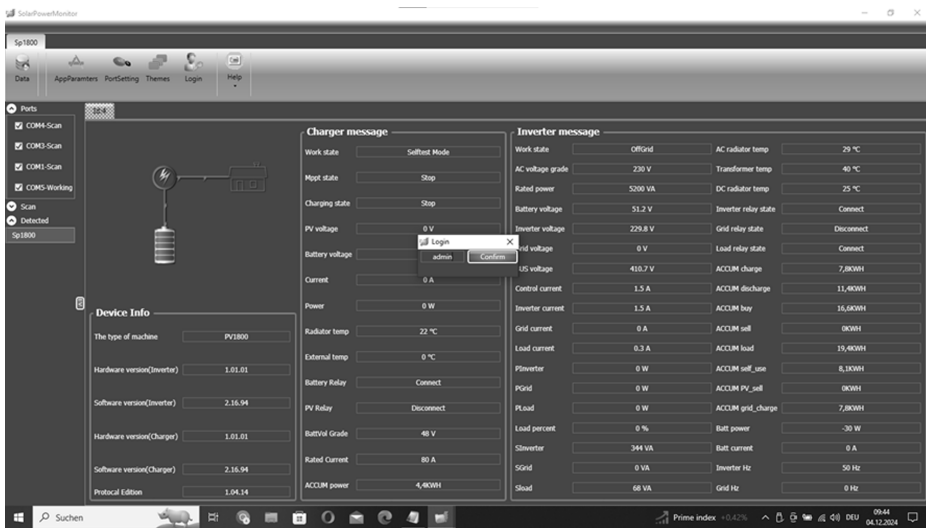 SolarPowerMonitor
Sp1800
Data AppParamters PortSetting Themes Login Help
Ports
COM4-Scan
COM3-Scan
COM1-Scan
COM5-Working
Scan
Detected
Sp1800
Device Info
The type of machine PV1800
Hardware version(Inverter) 1.01.01
Software version(Inverter) 2.16.94
Hardware version(Charger) 1.01.01
Software version(Charger) 2.16.94
Protocal Edition 1.04.14
Charger message
Work state Selftest Mode
Mppt state Stop
Charging state Stop
PV voltage 0 V
Battery voltage
Current 0 A
Power 0 W
Radiator temp 22 ℃
External temp 0 ℃
Battery Relay Connect
PV Relay Disconnect
BattVol Grade 48 V
Rated Current 80 A
ACCUM power 4,4KWH
Login
admin Confirm
Inverter message
Work state OffGrid AC radiator temp 29 ℃
AC voltage grade 230 V Transformer temp 40 ℃
Rated power 5200 VA DC radiator temp 25 ℃
Battery voltage 51.2 V Inverter relay state Connect
Inverter voltage 229.8 V Grid relay state Disconnect
rid voltage 0 V Load relay state Connect
US voltage 410.7 V ACCUM charge 7,8KWH
Control current 1.5 A ACCUM discharge 11,4KWH
Inverter current 1.5 A ACCUM buy 16,6KWH
Grid current 0 A ACCUM sell 0KWH
Load current 0.3 A ACCUM load 19,4KWH
PInverter 0 W ACCUM self_use 8,1KWH
PGrid 0 W ACCUM PV_sell 0KWH
PLoad 0 W ACCUM grid_charge 7,8KWH
Load percent 0 % Batt power -30 W
SInverter 344 VA Batt current 0 A
SGrid 0 VA Inverter Hz 50 Hz
Sload 68 VA Grid Hz 0 Hz
Suchen
Prime index +0,42% DEU 09:44
04.12.2024